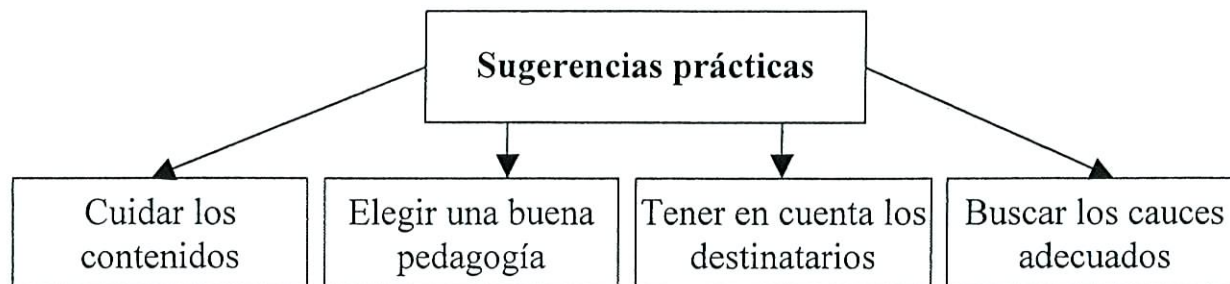 Sugerencias prácticas
Cuidar los
contenidos
Elegir una buena
pedagogía
Tener en cuenta los
destinatarios
Buscar los cauces
adecuados